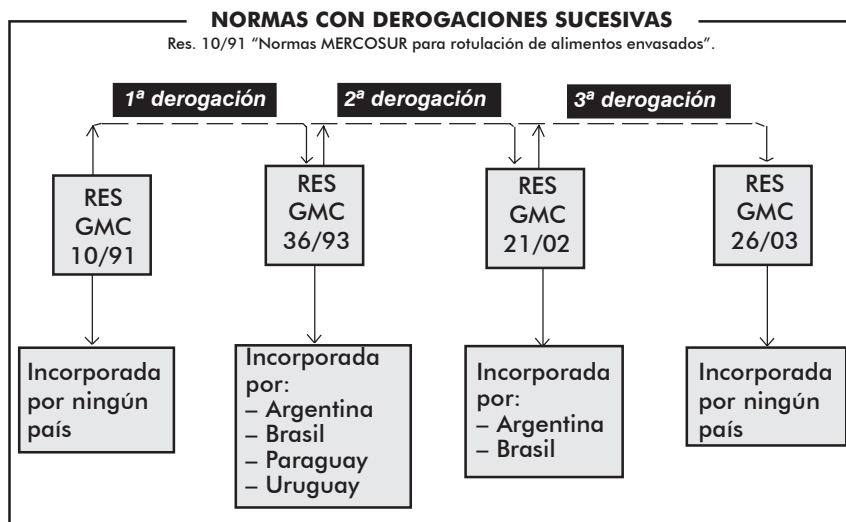 NORMAS CON DEROGACIONES SUCESIVAS
Res. 10/91 “Normas MERCOSUR para rotulación de alimentos envasados”.
1ª derogación
2ª derogación
3ª derogación
RES
GMC
10/91
RES
GMC
36/93
RES
GMC
21/02
RES
GMC
26/03
Incorporada
por ningún
país
Incorporada
por:
– Argentina
– Brasil
– Paraguay
– Uruguay
Incorporada
por:
– Argentina
– Brasil
Incorporada
por ningún
país